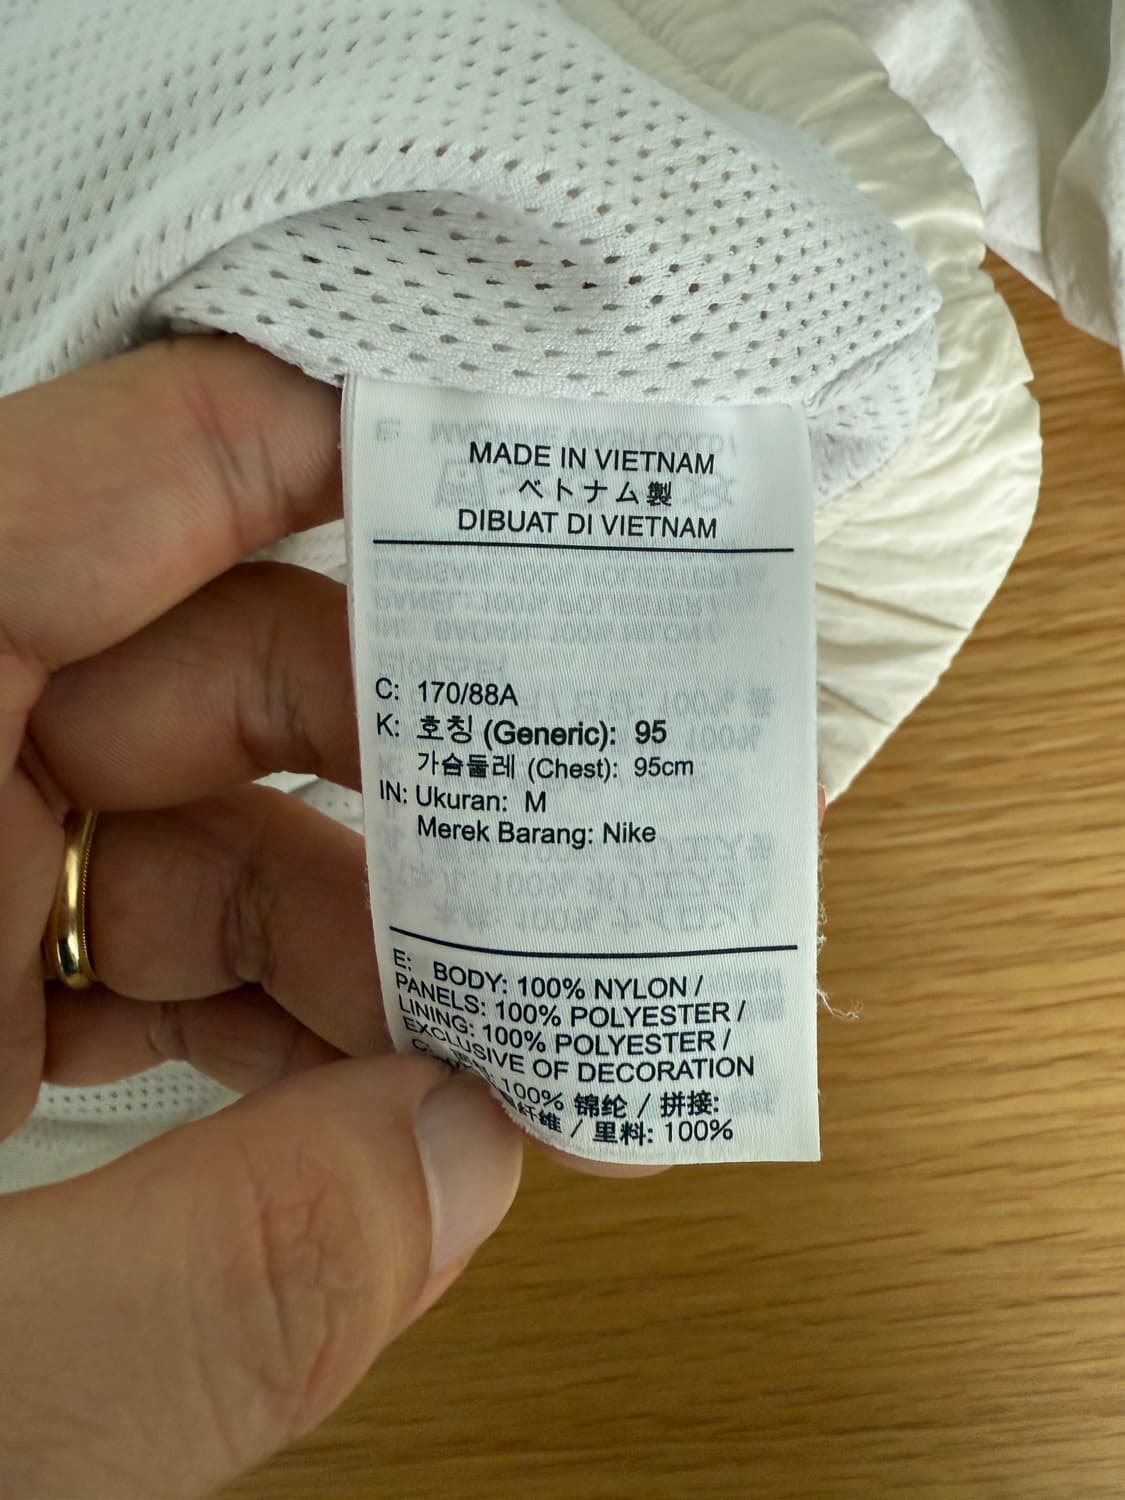 MADE IN VIETNAM
ベトナム製
DIBUAT DI VIETNAM
C: 170/88A
K: 호칭 (Generic): 95
가슴둘레 (Chest): 95cm
IN: Ukuran: M
Merek Barang: Nike
E: BODY: 100% NYLON /
PANELS: 100% POLYESTER /
LINING: 100% POLYESTER /
EXCLUSIVE OF DECORATION
C: 100% 锦纶 / 拼接:
纤维 / 里料: 100%